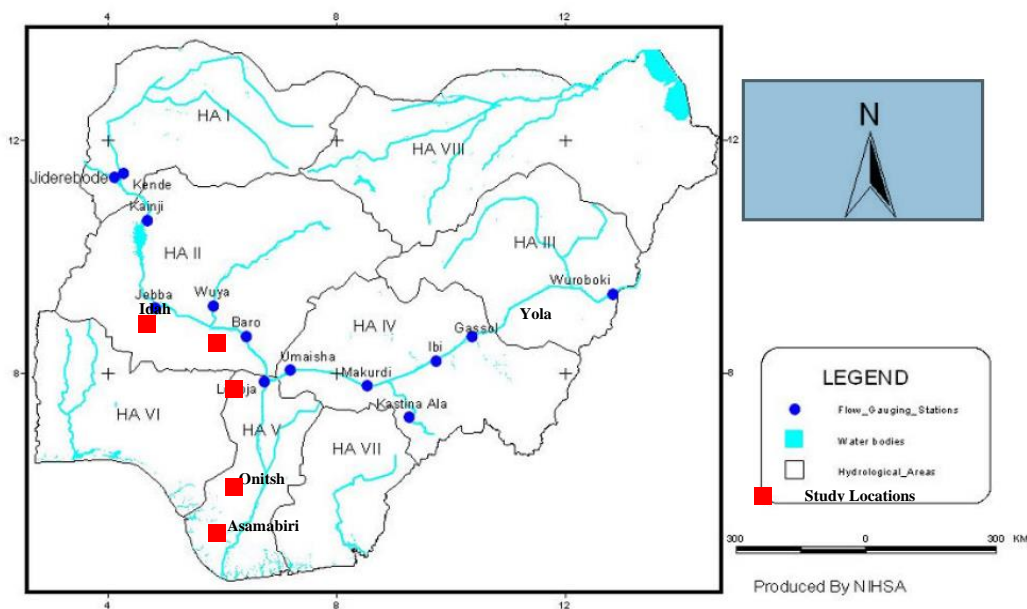 4 8 12
N
HA I
12 12
HA VIII
Jiderebode
Kende
Kainji
HA III
HA II
Wuroboki
Jebba Wuya
Idah
Yola
Baro
HA IV Gassol
Ibi
Umaisha
Makurdi
8 8
LEGEND
Kastina Ala
HA VI
HA V
HA VII
Flow_Gauging_Stations
Water bodies
Hydrological_Areas
Onitsh
Study Locations
Asamabiri
300 0 300 KM
Produced By NIHSA
4 8 12